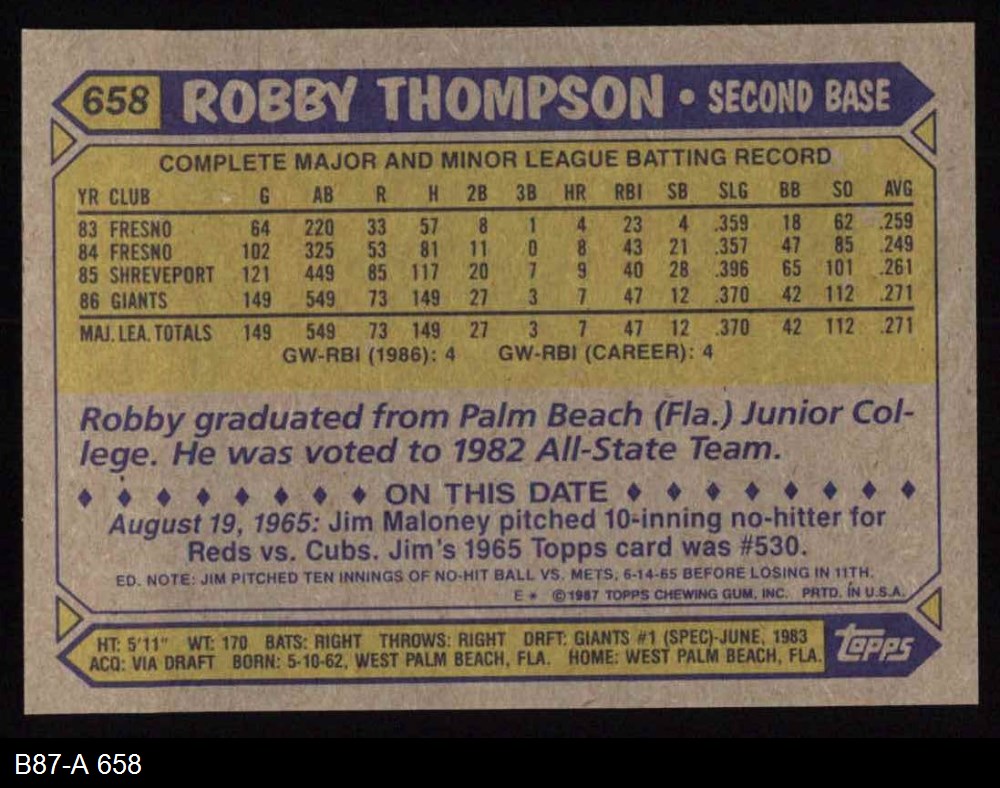 658 ROBBY THOMPSON • SECOND BASE
COMPLETE MAJOR AND MINOR LEAGUE BATTING RECORD
YR CLUB G AB R H 2B 3B HR RBI SB SLG BB SO AVG
83 FRESNO 64 220 33 57 8 1 4 23 4 .359 18 62 .259
84 FRESNO 102 325 53 81 11 0 8 43 21 .357 47 85 .249
85 SHREVEPORT 121 449 85 117 20 7 9 40 28 .396 65 101 .261
86 GIANTS 149 549 73 149 27 3 7 47 12 .370 42 112 .271
MAJ. LEA. TOTALS 149 549 73 149 27 3 7 47 12 .370 42 112 .271
GW-RBI (1986): 4 GW-RBI (CAREER): 4
Robby graduated from Palm Beach (Fla.) Junior Col-
lege. He was voted to 1982 All-State Team.
♦ ♦ ♦ ♦ ♦ ♦ ♦ ♦ ON THIS DATE ♦ ♦ ♦ ♦ ♦ ♦ ♦ ♦
August 19, 1965: Jim Maloney pitched 10-inning no-hitter for
Reds vs. Cubs. Jim's 1965 Topps card was #530.
ED. NOTE: JIM PITCHED TEN INNINGS OF NO-HIT BALL VS. METS, 6-14-65 BEFORE LOSING IN 11TH.
E * © 1987 TOPPS CHEWING GUM, INC. PRTD. IN U.S.A.
HT: 5'11" WT: 170 BATS: RIGHT THROWS: RIGHT DRFT: GIANTS #1 (SPEC)-JUNE, 1983
ACQ: VIA DRAFT BORN: 5-10-62, WEST PALM BEACH, FLA. HOME: WEST PALM BEACH, FLA.
topps
B87-A 658